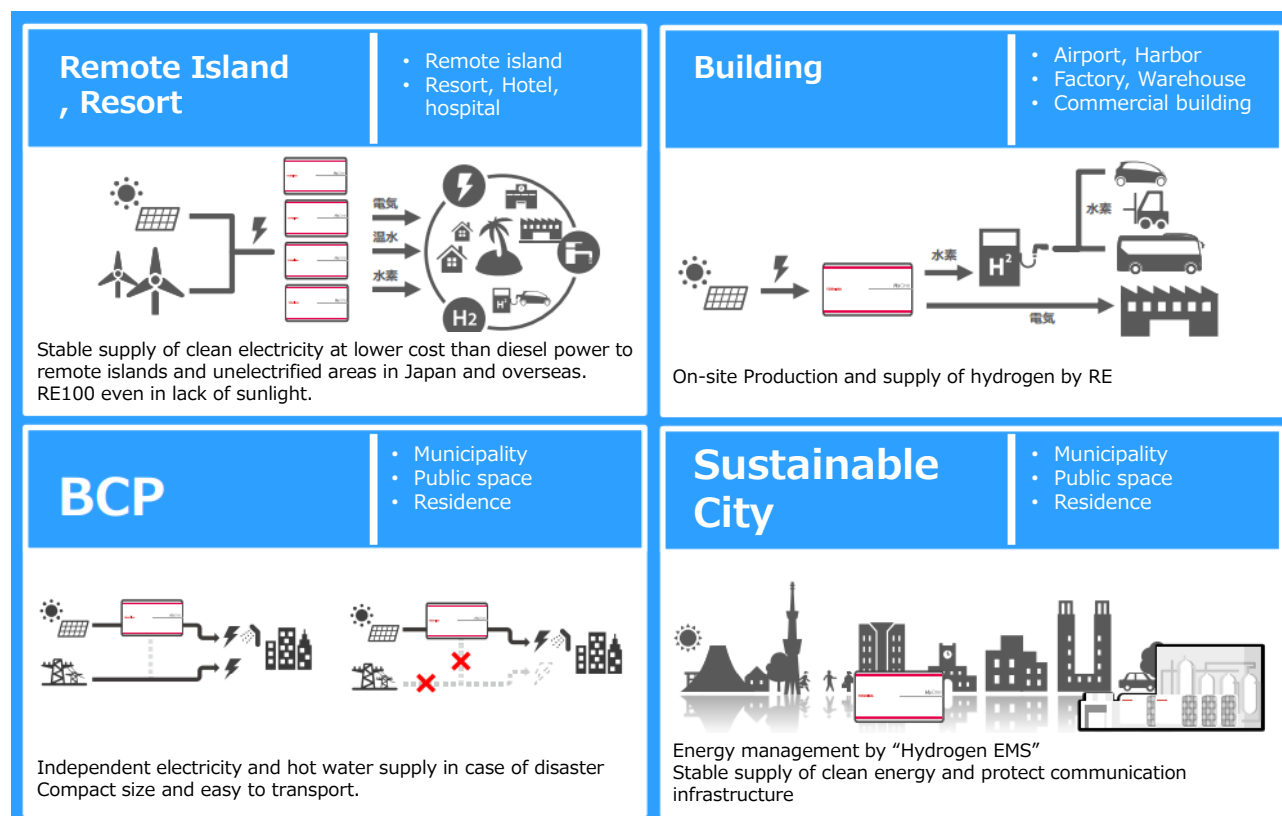 Remote Island
, Resort
• Remote island
• Resort, Hotel,
hospital
電気
温水
水素
H2
H²
Stable supply of clean electricity at lower cost than diesel power to
remote islands and unelectrified areas in Japan and overseas.
RE100 even in lack of sunlight.
Building
• Airport, Harbor
• Factory, Warehouse
• Commercial building
水素
水素
H²
電気
On-site Production and supply of hydrogen by RE
BCP
• Municipality
• Public space
• Residence
Independent electricity and hot water supply in case of disaster
Compact size and easy to transport.
Sustainable
City
• Municipality
• Public space
• Residence
Energy management by “Hydrogen EMS”
Stable supply of clean energy and protect communication
infrastructure